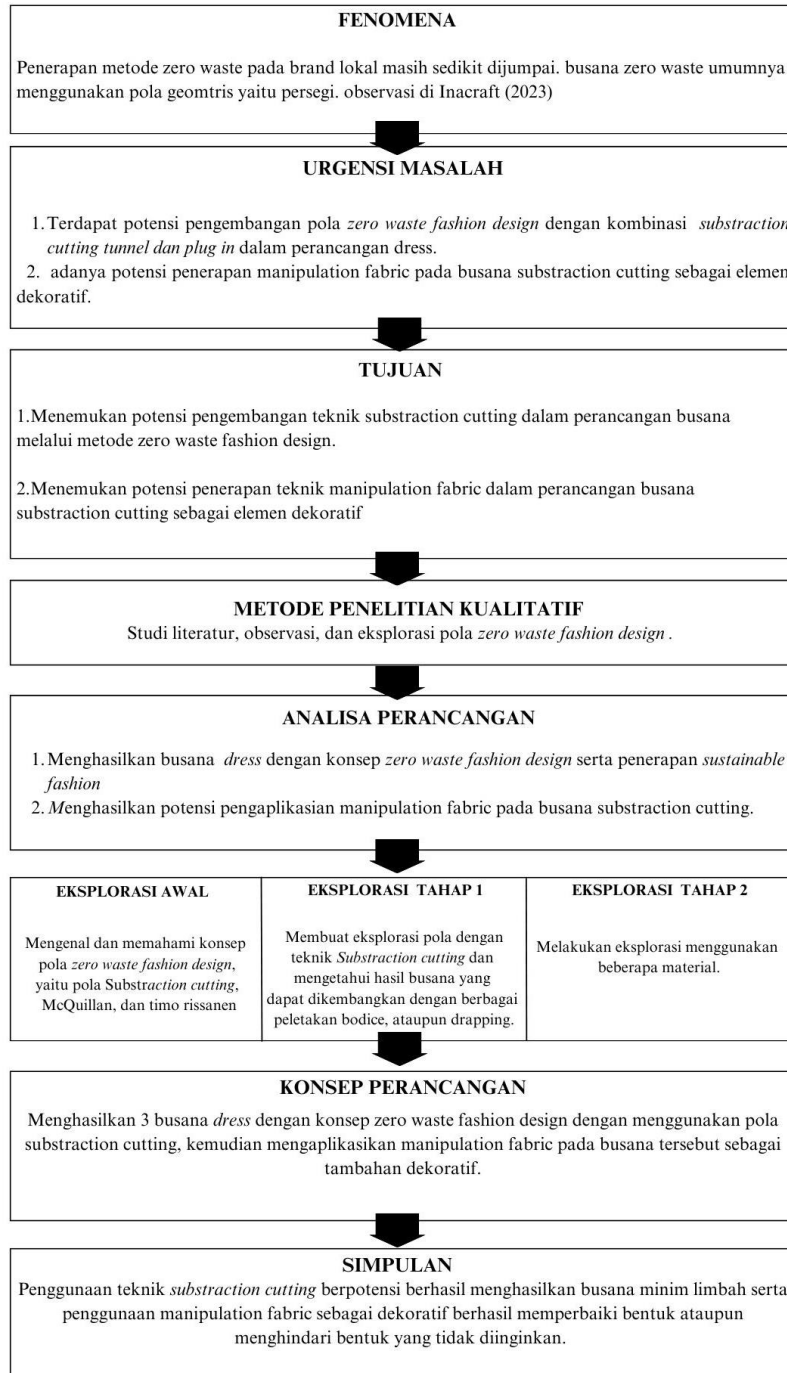 FENOMENA
Penerapan metode zero waste pada brand lokal masih sedikit dijumpai. busana zero waste umumnya
menggunakan pola geomtris yaitu persegi. observasi di Inacraft (2023)
URGENSI MASALAH
1. Terdapat potensi pengembangan pola zero waste fashion design dengan kombinasi substraction
cutting tunnel dan plug in dalam perancangan dress.
2. adanya potensi penerapan manipulation fabric pada busana substraction cutting sebagai elemen
dekoratif.
TUJUAN
1.Menemukan potensi pengembangan teknik substraction cutting dalam perancangan busana
melalui metode zero waste fashion design.
2.Menemukan potensi penerapan teknik manipulation fabric dalam perancangan busana
substraction cutting sebagai elemen dekoratif
METODE PENELITIAN KUALITATIF
Studi literatur, observasi, dan eksplorasi pola zero waste fashion design .
ANALISA PERANCANGAN
1. Menghasilkan busana dress dengan konsep zero waste fashion design serta penerapan sustainable
fashion
2. Menghasilkan potensi pengaplikasian manipulation fabric pada busana substraction cutting.
EKSPLORASI AWAL
Mengenal dan memahami konsep
pola zero waste fashion design,
yaitu pola Substraction cutting,
McQuillan, dan timo rissanen
EKSPLORASI TAHAP 1
Membuat eksplorasi pola dengan
teknik Substraction cutting dan
mengetahui hasil busana yang
dapat dikembangkan dengan berbagai
peletakan bodice, ataupun drapping.
EKSPLORASI TAHAP 2
Melakukan eksplorasi menggunakan
beberapa material.
KONSEP PERANCANGAN
Menghasilkan 3 busana dress dengan konsep zero waste fashion design dengan menggunakan pola
substraction cutting, kemudian mengaplikasikan manipulation fabric pada busana tersebut sebagai
tambahan dekoratif.
SIMPULAN
Penggunaan teknik substraction cutting berpotensi berhasil menghasilkan busana minim limbah serta
penggunaan manipulation fabric sebagai dekoratif berhasil memperbaiki bentuk ataupun
menghindari bentuk yang tidak diinginkan.